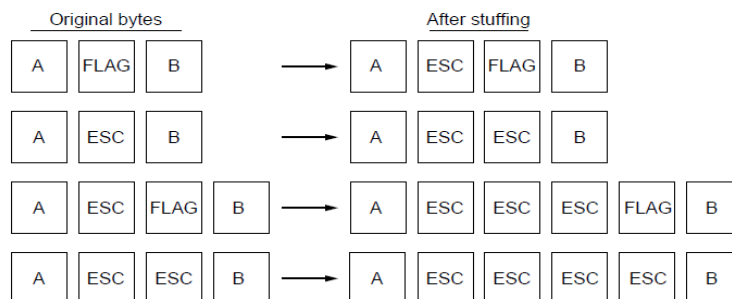 Original bytes After stuffing
A FLAG B A ESC FLAG B
A ESC B A ESC ESC B
A ESC FLAG B A ESC ESC ESC FLAG B
A ESC ESC B A ESC ESC ESC ESC B